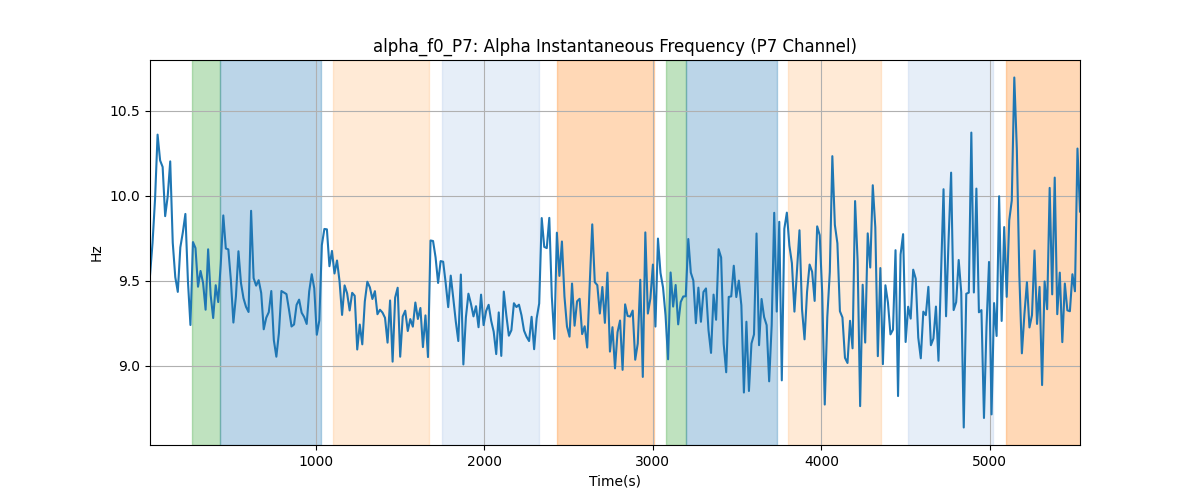 alpha_f0_P7: Alpha Instantaneous Frequency (P7 Channel)
10.5
10.0
9.5
9.0
Hz
1000 2000 3000 4000 5000
Time(s)